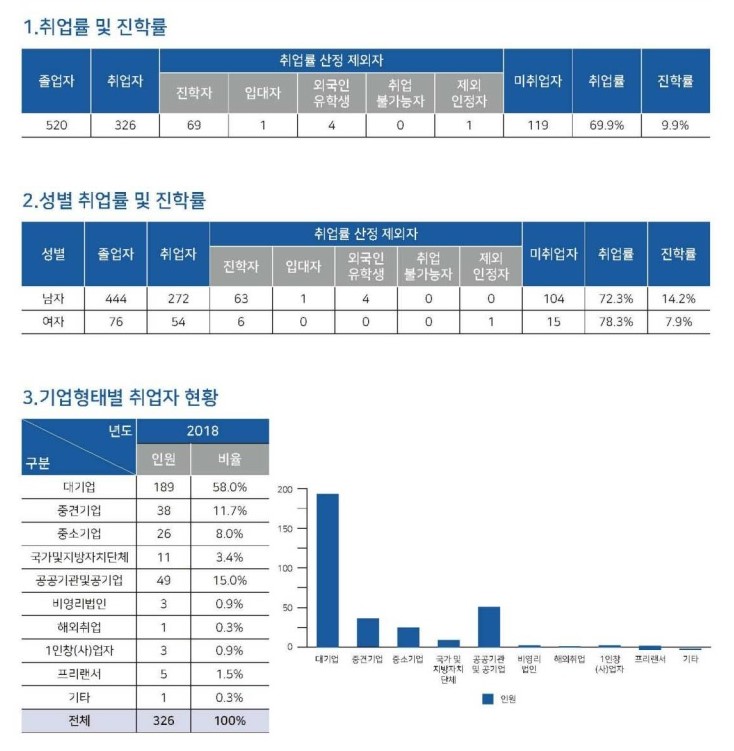 1.취업률 및 진학률
졸업자 취업자 취업률 산정 제외자 미취업자 취업률 진학률
진학자 입대자 외국인 유학생 취업 불가능자 제외 인정자
520 326 69 1 4 0 1 119 69.9% 9.9%
2.성별 취업률 및 진학률
성별 졸업자 취업자 취업률 산정 제외자 미취업자 취업률 진학률
진학자 입대자 외국인 유학생 취업 불가능자 제외 인정자
남자 444 272 63 1 4 0 0 104 72.3% 14.2%
여자 76 54 6 0 0 0 1 15 78.3% 7.9%
3.기업형태별 취업자 현황
년도 2018
구분 인원 비율
대기업 189 58.0%
중견기업 38 11.7%
중소기업 26 8.0%
국가및지방자치단체 11 3.4%
공공기관및공기업 49 15.0%
비영리법인 3 0.9%
해외취업 1 0.3%
1인창(사)업자 3 0.9%
프리랜서 5 1.5%
기타 1 0.3%
전체 326 100%
200
150
100
50
0
대기업 중견기업 중소기업 국가 및 지방자치 단체 공공기관 및 공기업 비영리 법인 해외취업 1인창 (사)업자 프리랜서 기타
인원